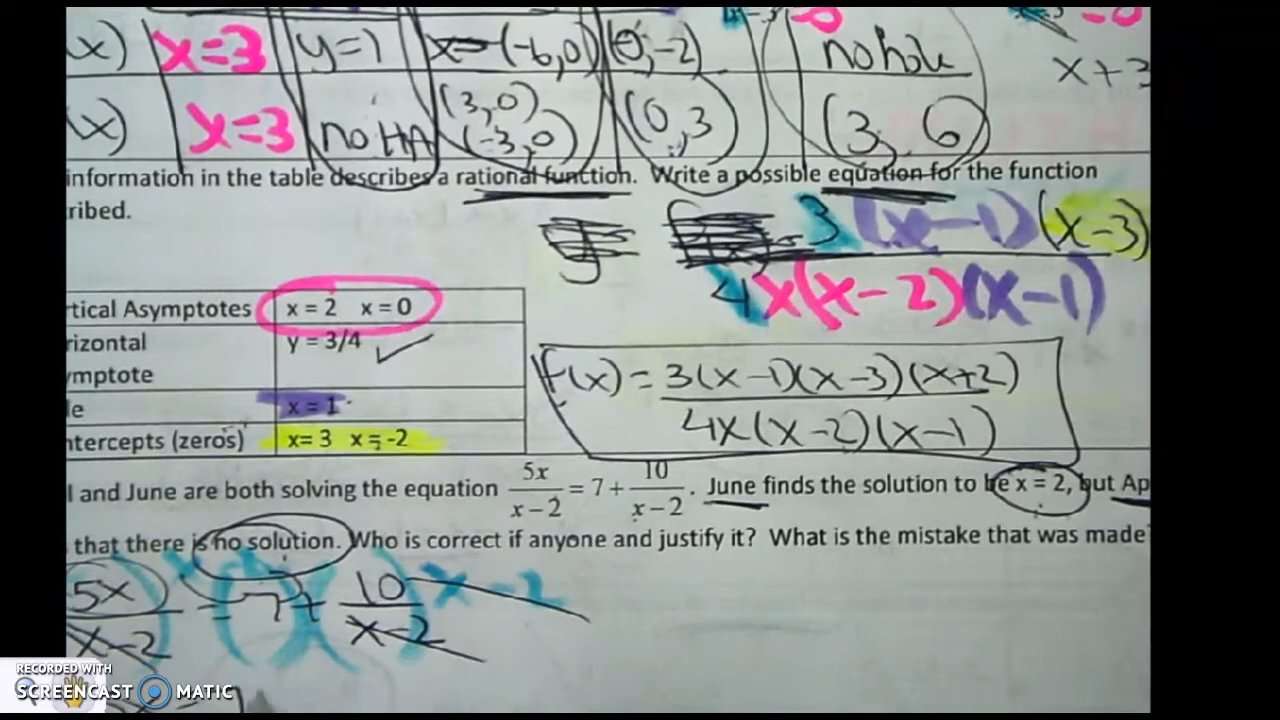 x) x=3 y=1 (-6,0) (0,-2) no hole x+3
(x) x=3 no HA (3,0) (-3,0) (0,3) (3, 6)
information in the table describes a rational function. Write a possible equation for the function
ribed.
3 (x-1)(x-3)
4x(x-2)(x-1)
rtical Asymptotes x = 2 x = 0
rizontal y = 3/4 ✓
mptote
f(x) = 3(x-1)(x-3)(x+2)
4x(x-2)(x-1)
le x = 1
ntercepts (zeros) x= 3 x = -2
l and June are both solving the equation 5x/x-2 = 7 + 10/x-2 . June finds the solution to be x = 2, but Ap
that there is no solution. Who is correct if anyone and justify it? What is the mistake that was made
5x = 7 + 10 x-2
x-2 x-2
RECORDED WITH
SCREENCAST MATIC